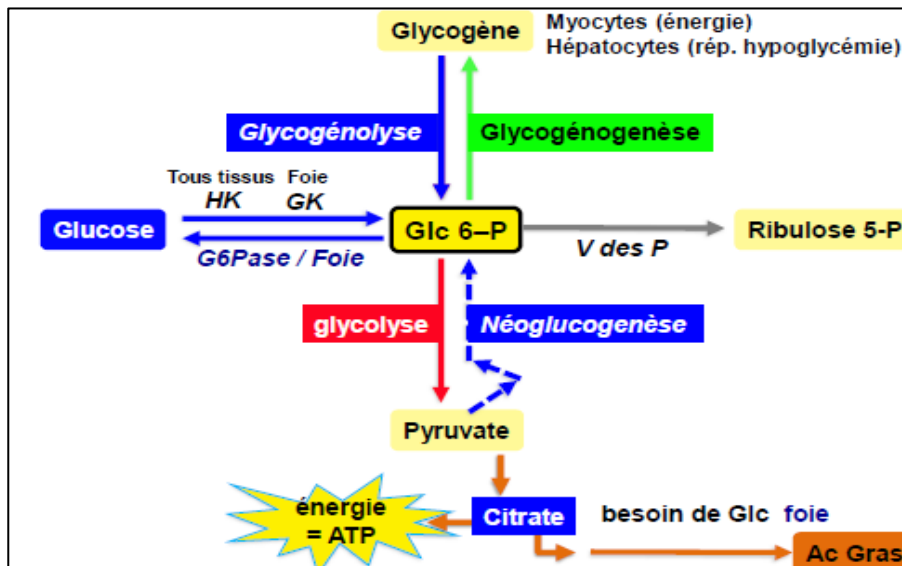 Glycogène
Myocytes (énergie)
Hépatocytes (rép. hypoglycémie)
Glycogénolyse
Glycogénogenèse
Tous tissus Foie
HK GK
Glucose
Glc 6–P
Ribulose 5-P
G6Pase / Foie
V des P
glycolyse
Néoglucogenèse
Pyruvate
énergie
= ATP
Citrate
besoin de Glc foie
Ac Gras